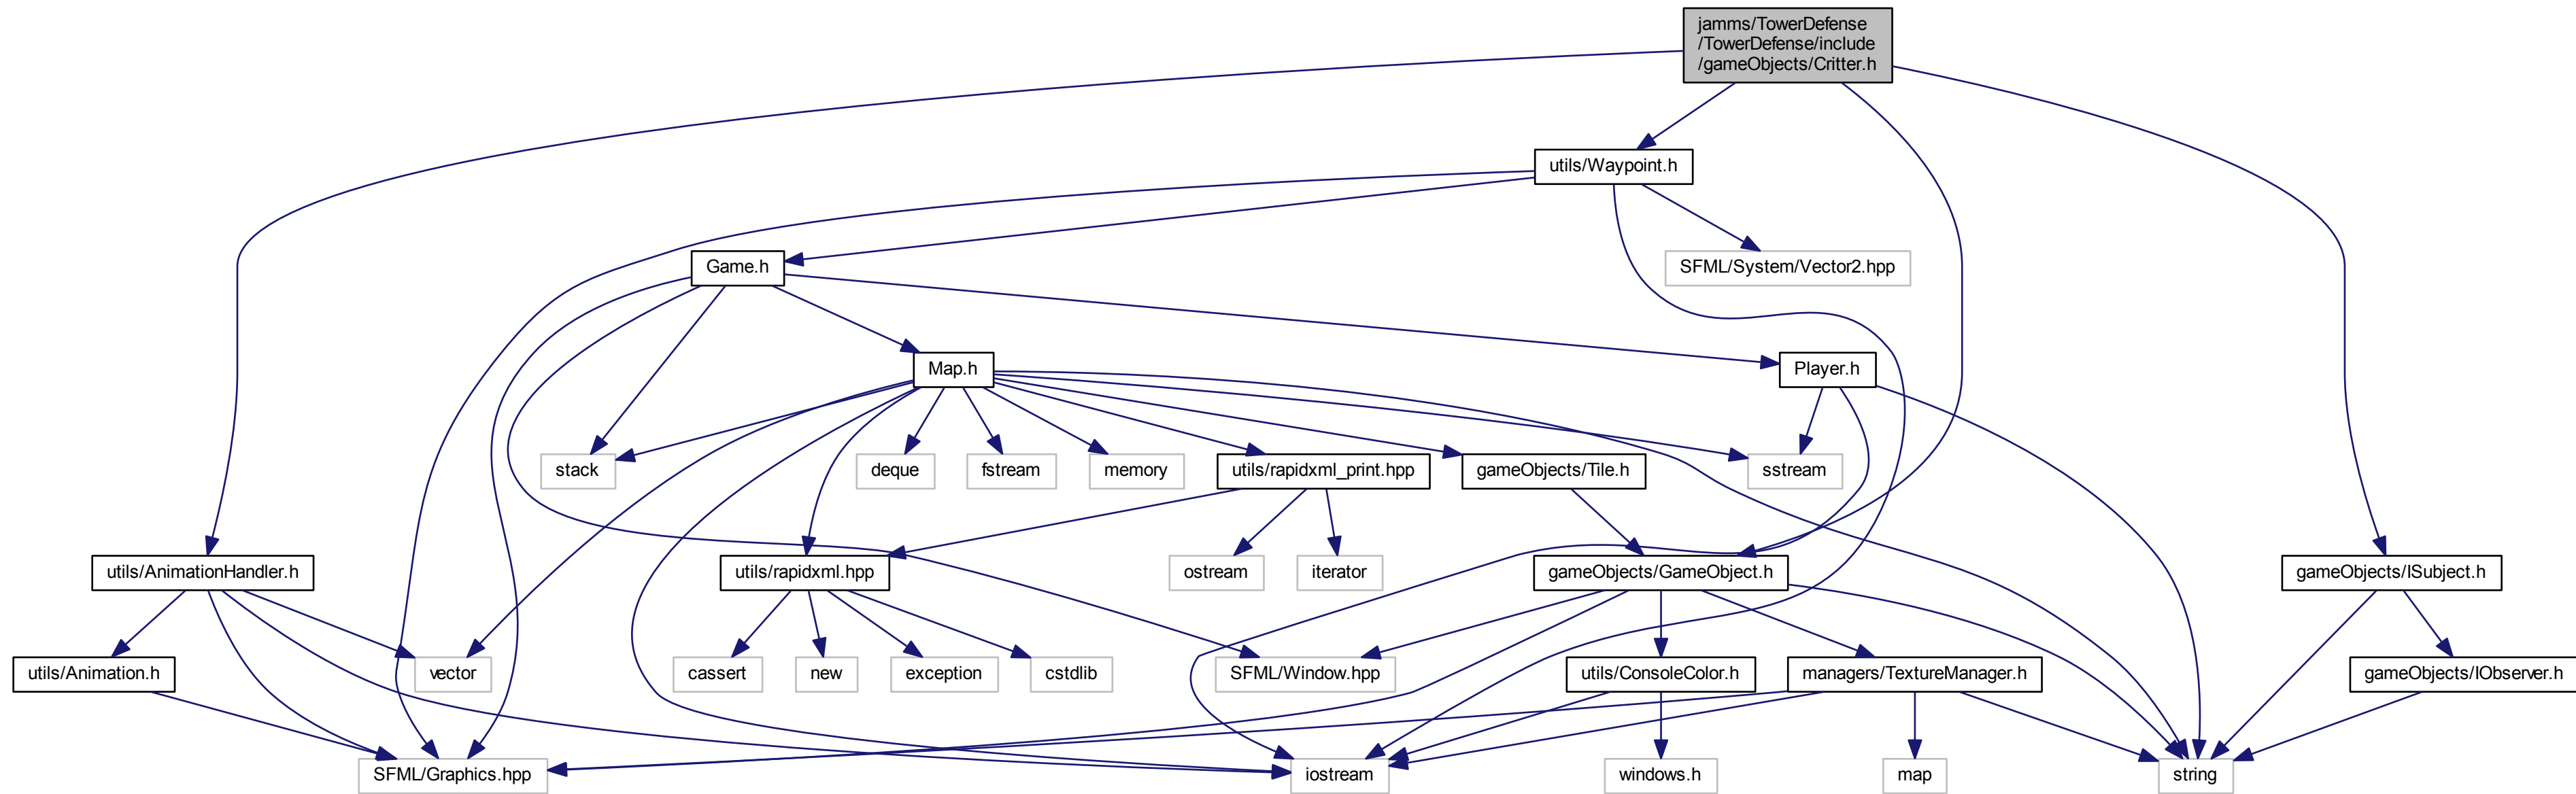 jamms/TowerDefense
/TowerDefense/include
/gameObjects/Critter.h
utils/Waypoint.h
Game.h
SFML/System/Vector2.hpp
Map.h
Player.h
stack
deque
fstream
memory
utils/rapidxml_print.hpp
gameObjects/Tile.h
sstream
utils/AnimationHandler.h
utils/rapidxml.hpp
ostream
iterator
gameObjects/GameObject.h
gameObjects/ISubject.h
utils/Animation.h
vector
cassert
new
exception
cstdlib
SFML/Window.hpp
utils/ConsoleColor.h
managers/TextureManager.h
gameObjects/IObserver.h
SFML/Graphics.hpp
iostream
windows.h
map
string